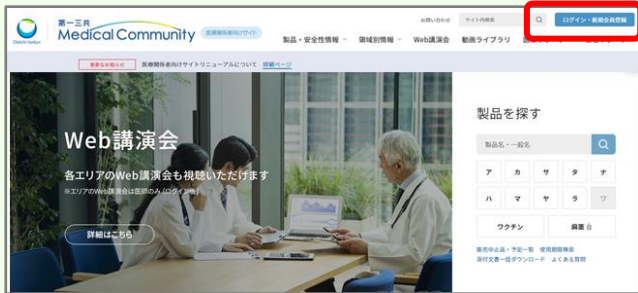 Daiichi-Sankyo
第一三共
Medical Community
医療関係者向けサイト
お問い合わせ
サイト内検索
ログイン・新規会員登録
製品・安全性情報
領域別情報
Web講演会
動画ライブラリ
重要なお知らせ
医療関係者向けサイトリニューアルについて 詳細ページ
Web講演会
各エリアのWeb講演会も視聴いただけます
※エリアのWeb講演会は医師のみ(ログイン後)
詳細はこちら
製品を探す
製品名・一般名
ア カ サ タ ナ
ハ マ ヤ ラ ワ
ワクチン 麻薬
販売中止品・予定一覧 使用期限検索
添付文書一括ダウンロード よくある質問